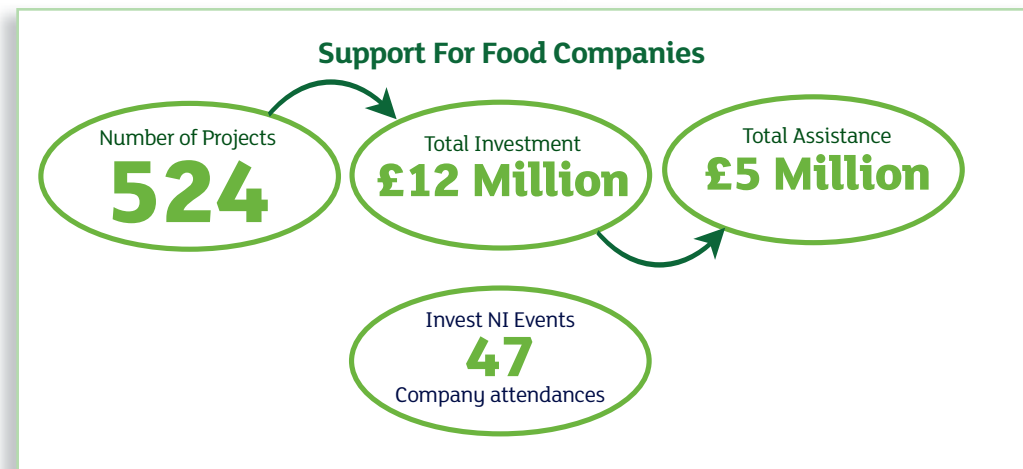 Support For Food Companies
Number of Projects
524
Total Investment
£12 Million
Total Assistance
£5 Million
Invest NI Events
47
Company attendances